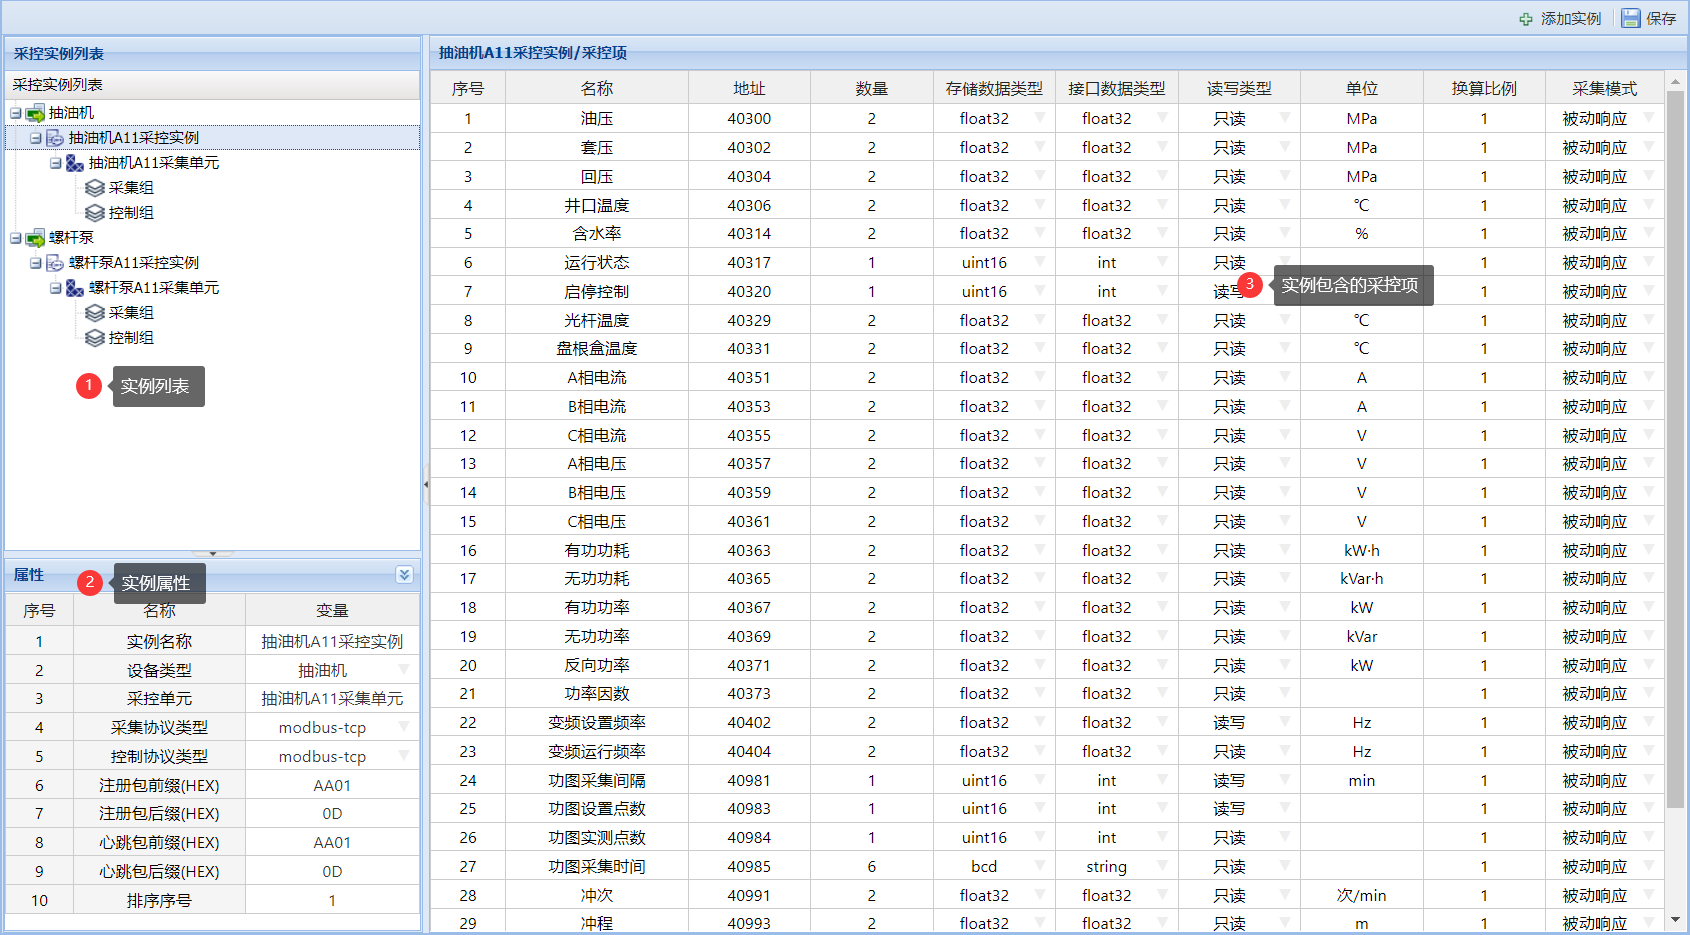 添加实例 保存
采控实例列表
采控实例列表
抽油机
抽油机A11采控实例
抽油机A11采集单元
采集组
控制组
螺杆泵
螺杆泵A11采控实例
螺杆泵A11采集单元
采集组
控制组
1 实例列表
属性
2 实例属性
序号 名称 变量
1 实例名称 抽油机A11采控实例
2 设备类型 抽油机
3 采控单元 抽油机A11采集单元
4 采集协议类型 modbus-tcp
5 控制协议类型 modbus-tcp
6 注册包前缀(HEX) AA01
7 注册包后缀(HEX) 0D
8 心跳包前缀(HEX) AA01
9 心跳包后缀(HEX) 0D
10 排序序号 1
抽油机A11采控实例/采控项
序号 名称 地址 数量 存储数据类型 接口数据类型 读写类型 单位 换算比例 采集模式
1 油压 40300 2 float32 float32 只读 MPa 1 被动响应
2 套压 40302 2 float32 float32 只读 MPa 1 被动响应
3 回压 40304 2 float32 float32 只读 MPa 1 被动响应
4 井口温度 40306 2 float32 float32 只读 ℃ 1 被动响应
5 含水率 40314 2 float32 float32 只读 % 1 被动响应
6 运行状态 40317 1 uint16 int 只读 1 被动响应
7 启停控制 40320 1 uint16 int 读写 1 被动响应
3 实例包含的采控项
8 光杆温度 40329 2 float32 float32 只读 ℃ 1 被动响应
9 盘根盒温度 40331 2 float32 float32 只读 ℃ 1 被动响应
10 A相电流 40351 2 float32 float32 只读 A 1 被动响应
11 B相电流 40353 2 float32 float32 只读 A 1 被动响应
12 C相电流 40355 2 float32 float32 只读 V 1 被动响应
13 A相电压 40357 2 float32 float32 只读 V 1 被动响应
14 B相电压 40359 2 float32 float32 只读 V 1 被动响应
15 C相电压 40361 2 float32 float32 只读 V 1 被动响应
16 有功功耗 40363 2 float32 float32 只读 kW·h 1 被动响应
17 无功功耗 40365 2 float32 float32 只读 kVar·h 1 被动响应
18 有功功率 40367 2 float32 float32 只读 kW 1 被动响应
19 无功功率 40369 2 float32 float32 只读 kVar 1 被动响应
20 反向功率 40371 2 float32 float32 只读 kW 1 被动响应
21 功率因数 40373 2 float32 float32 只读 1 被动响应
22 变频设置频率 40402 2 float32 float32 读写 Hz 1 被动响应
23 变频运行频率 40404 2 float32 float32 只读 Hz 1 被动响应
24 功图采集间隔 40981 1 uint16 int 读写 min 1 被动响应
25 功图设置点数 40983 1 uint16 int 读写 1 被动响应
26 功图实测点数 40984 1 uint16 int 只读 1 被动响应
27 功图采集时间 40985 6 bcd string 只读 1 被动响应
28 冲次 40991 2 float32 float32 只读 次/min 1 被动响应
29 冲程 40993 2 float32 float32 只读 m 1 被动响应